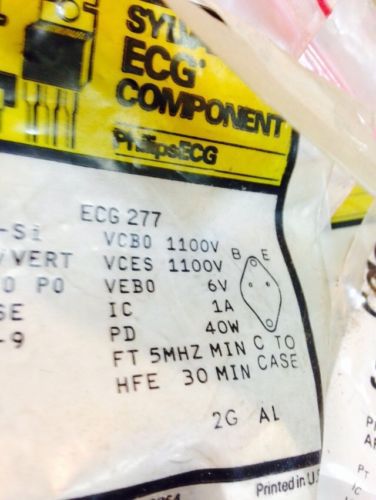 SYLVA
ECG
COMPONENT
PhilipsECG
ECG 277
-Si VCBO 1100V B E
/VERT VCES 1100V
O PO VEBO 6V
SE IC 1A
-9 PD 40W
FT 5MHZ MIN C TO
HFE 30 MIN CASE
2G AL
Printed in U.S